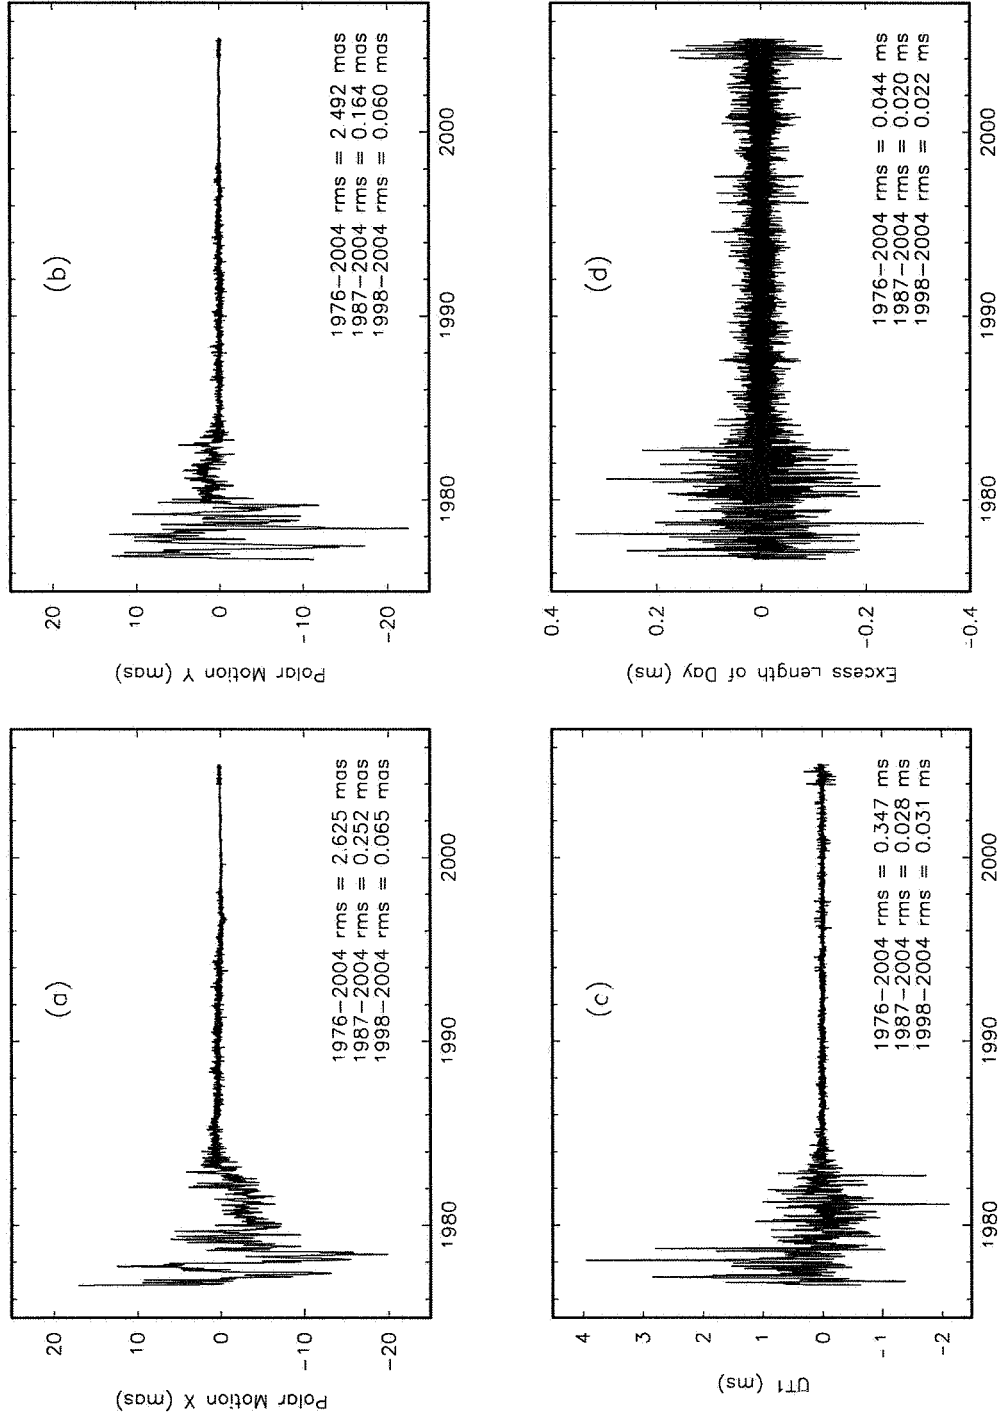 (a)
20
10
0
−10
−20
Polar Motion X (mas)
1976−2004 rms = 2.625 mas
1987−2004 rms = 0.252 mas
1998−2004 rms = 0.065 mas
1980
1990
2000
(b)
20
10
0
−10
−20
Polar Motion Y (mas)
1976−2004 rms = 2.492 mas
1987−2004 rms = 0.164 mas
1998−2004 rms = 0.060 mas
1980
1990
2000
(c)
4
3
2
1
0
−1
−2
UT1 (ms)
1976−2004 rms = 0.347 ms
1987−2004 rms = 0.028 ms
1998−2004 rms = 0.031 ms
1980
1990
2000
(d)
0.4
0.2
0
−0.2
−0.4
Excess Length of Day (ms)
1976−2004 rms = 0.044 ms
1987−2004 rms = 0.020 ms
1998−2004 rms = 0.022 ms
1980
1990
2000